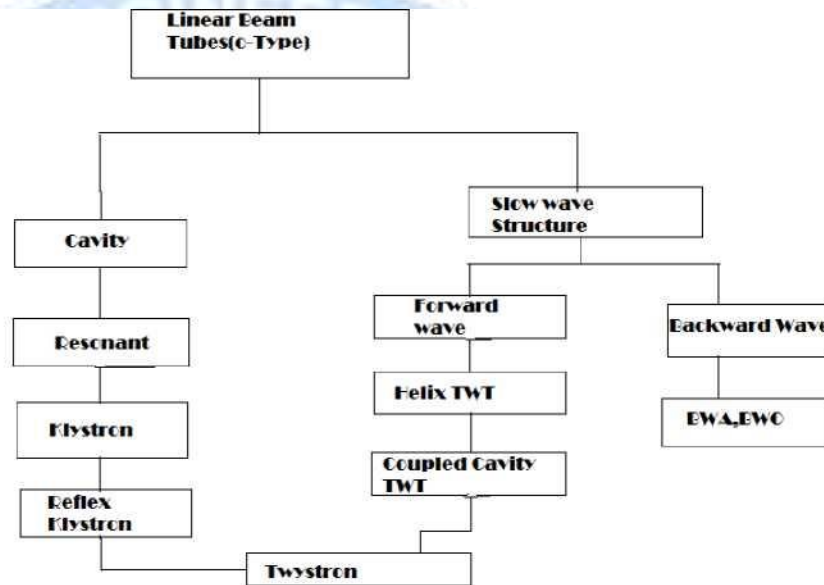 Linear Beam
Tubes(o-Type)
Slow wave
Structure
Cavity
Forward
wave
Backward Wave
Resonant
Helix TWT
Klystron
BWA,BWO
Coupled Cavity
TWT
Reflex
Klystron
Twystron